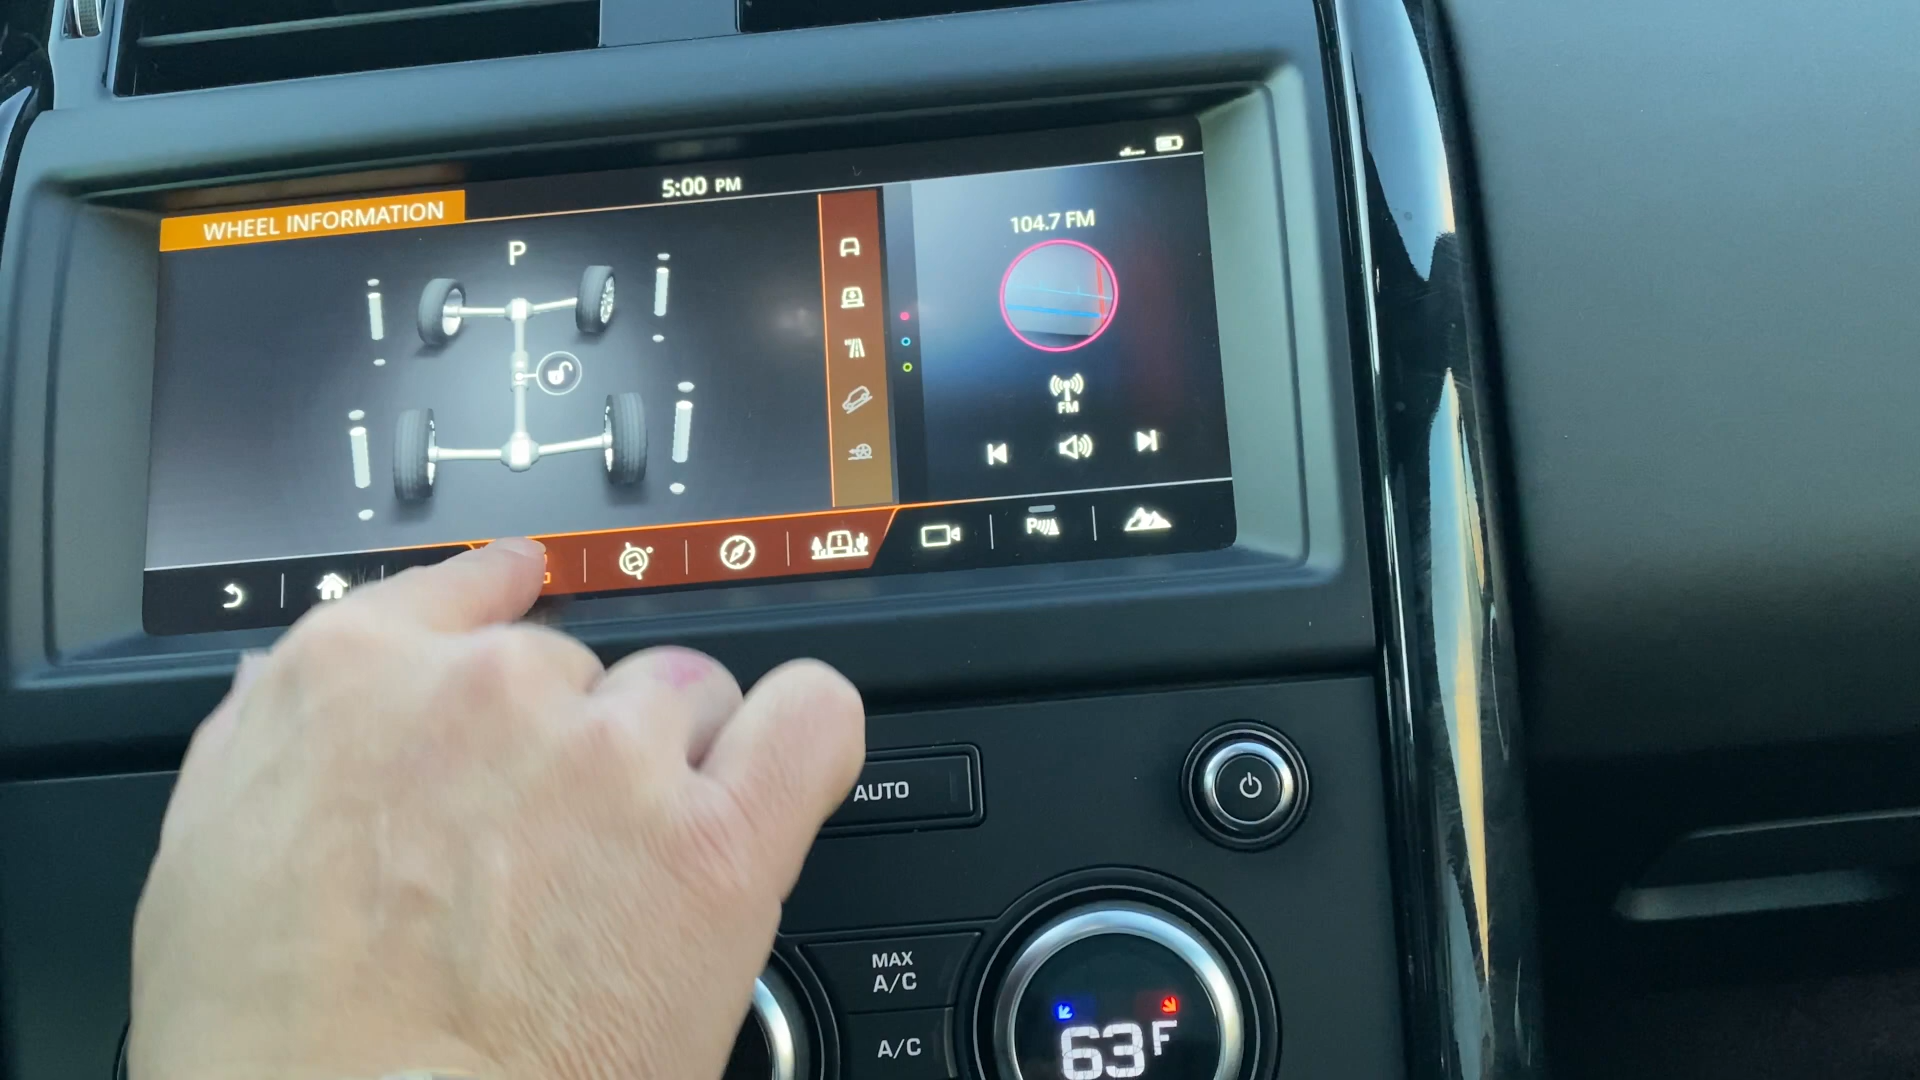 5:00 PM
WHEEL INFORMATION
P
104.7 FM
FM
P
AUTO
MAX
A/C
A/C
63F